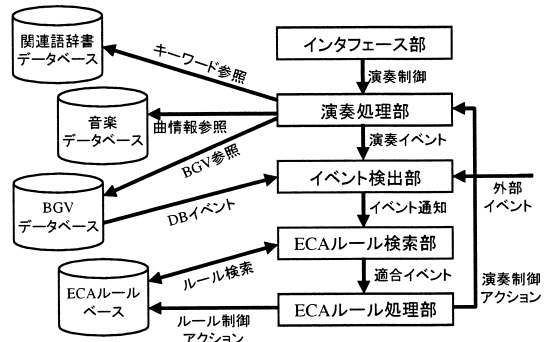 関連語辞書
データベース
キーワード参照
インタフェース部
演奏制御
音楽
データベース
曲情報参照
演奏処理部
BGV参照
演奏イベント
BGV
データベース
DBイベント
イベント検出部
外部
イベント
イベント通知
ECAルール検索部
ルール検索
適合イベント
ECAルール
ベース
ルール制御
アクション
ECAルール処理部
演奏制御
アクション